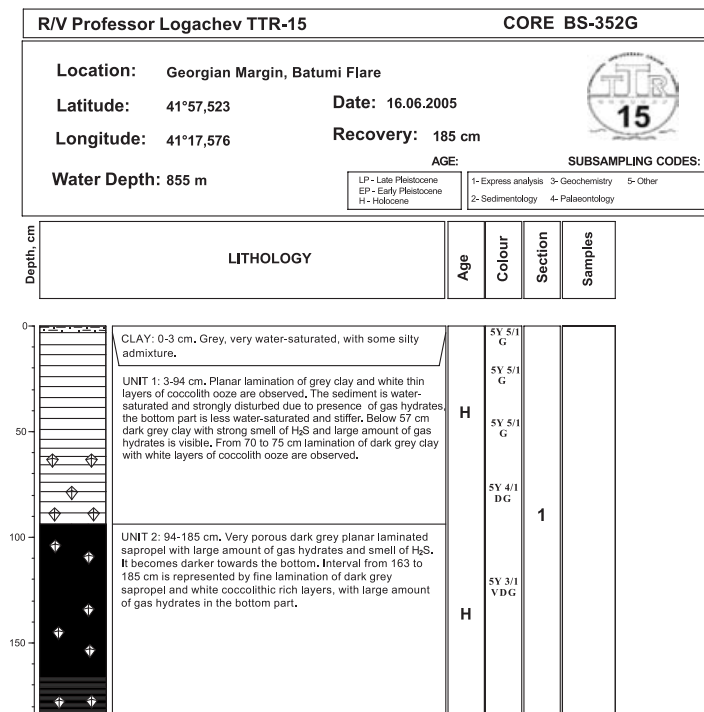 R/V Professor Logachev TTR-15 CORE BS-352G
Location: Georgian Margin, Batumi Flare
Latitude: 41°57,523 Date: 16.06.2005
Longitude: 41°17,576 Recovery: 185 cm
Water Depth: 855 m
TTR
15
AGE:
LP - Late Pleistocene
EP - Early Pleistocene
H - Holocene
SUBSAMPLING CODES:
1- Express analysis 3- Geochemistry 5- Other
2- Sedimentology 4- Palaeontology
Depth, cm LITHOLOGY Age Colour Section Samples
0
50
100
150
CLAY: 0-3 cm. Grey, very water-saturated, with some silty
admixture.
UNIT 1: 3-94 cm. Planar lamination of grey clay and white thin
layers of coccolith ooze are observed. The sediment is water-
saturated and strongly disturbed due to presence of gas hydrates,
the bottom part is less water-saturated and stiffer. Below 57 cm
dark grey clay with strong smell of H₂S and large amount of gas
hydrates is visible. From 70 to 75 cm lamination of dark grey clay
with white layers of coccolith ooze are observed.
UNIT 2: 94-185 cm. Very porous dark grey planar laminated
sapropel with large amount of gas hydrates and smell of H₂S.
It becomes darker towards the bottom. Interval from 163 to
185 cm is represented by fine lamination of dark grey
sapropel and white coccolithic rich layers, with large amount
of gas hydrates in the bottom part.
H
H
5Y 5/1
G
5Y 5/1
G
5Y 5/1
G
5Y 4/1
DG
5Y 3/1
VDG
1